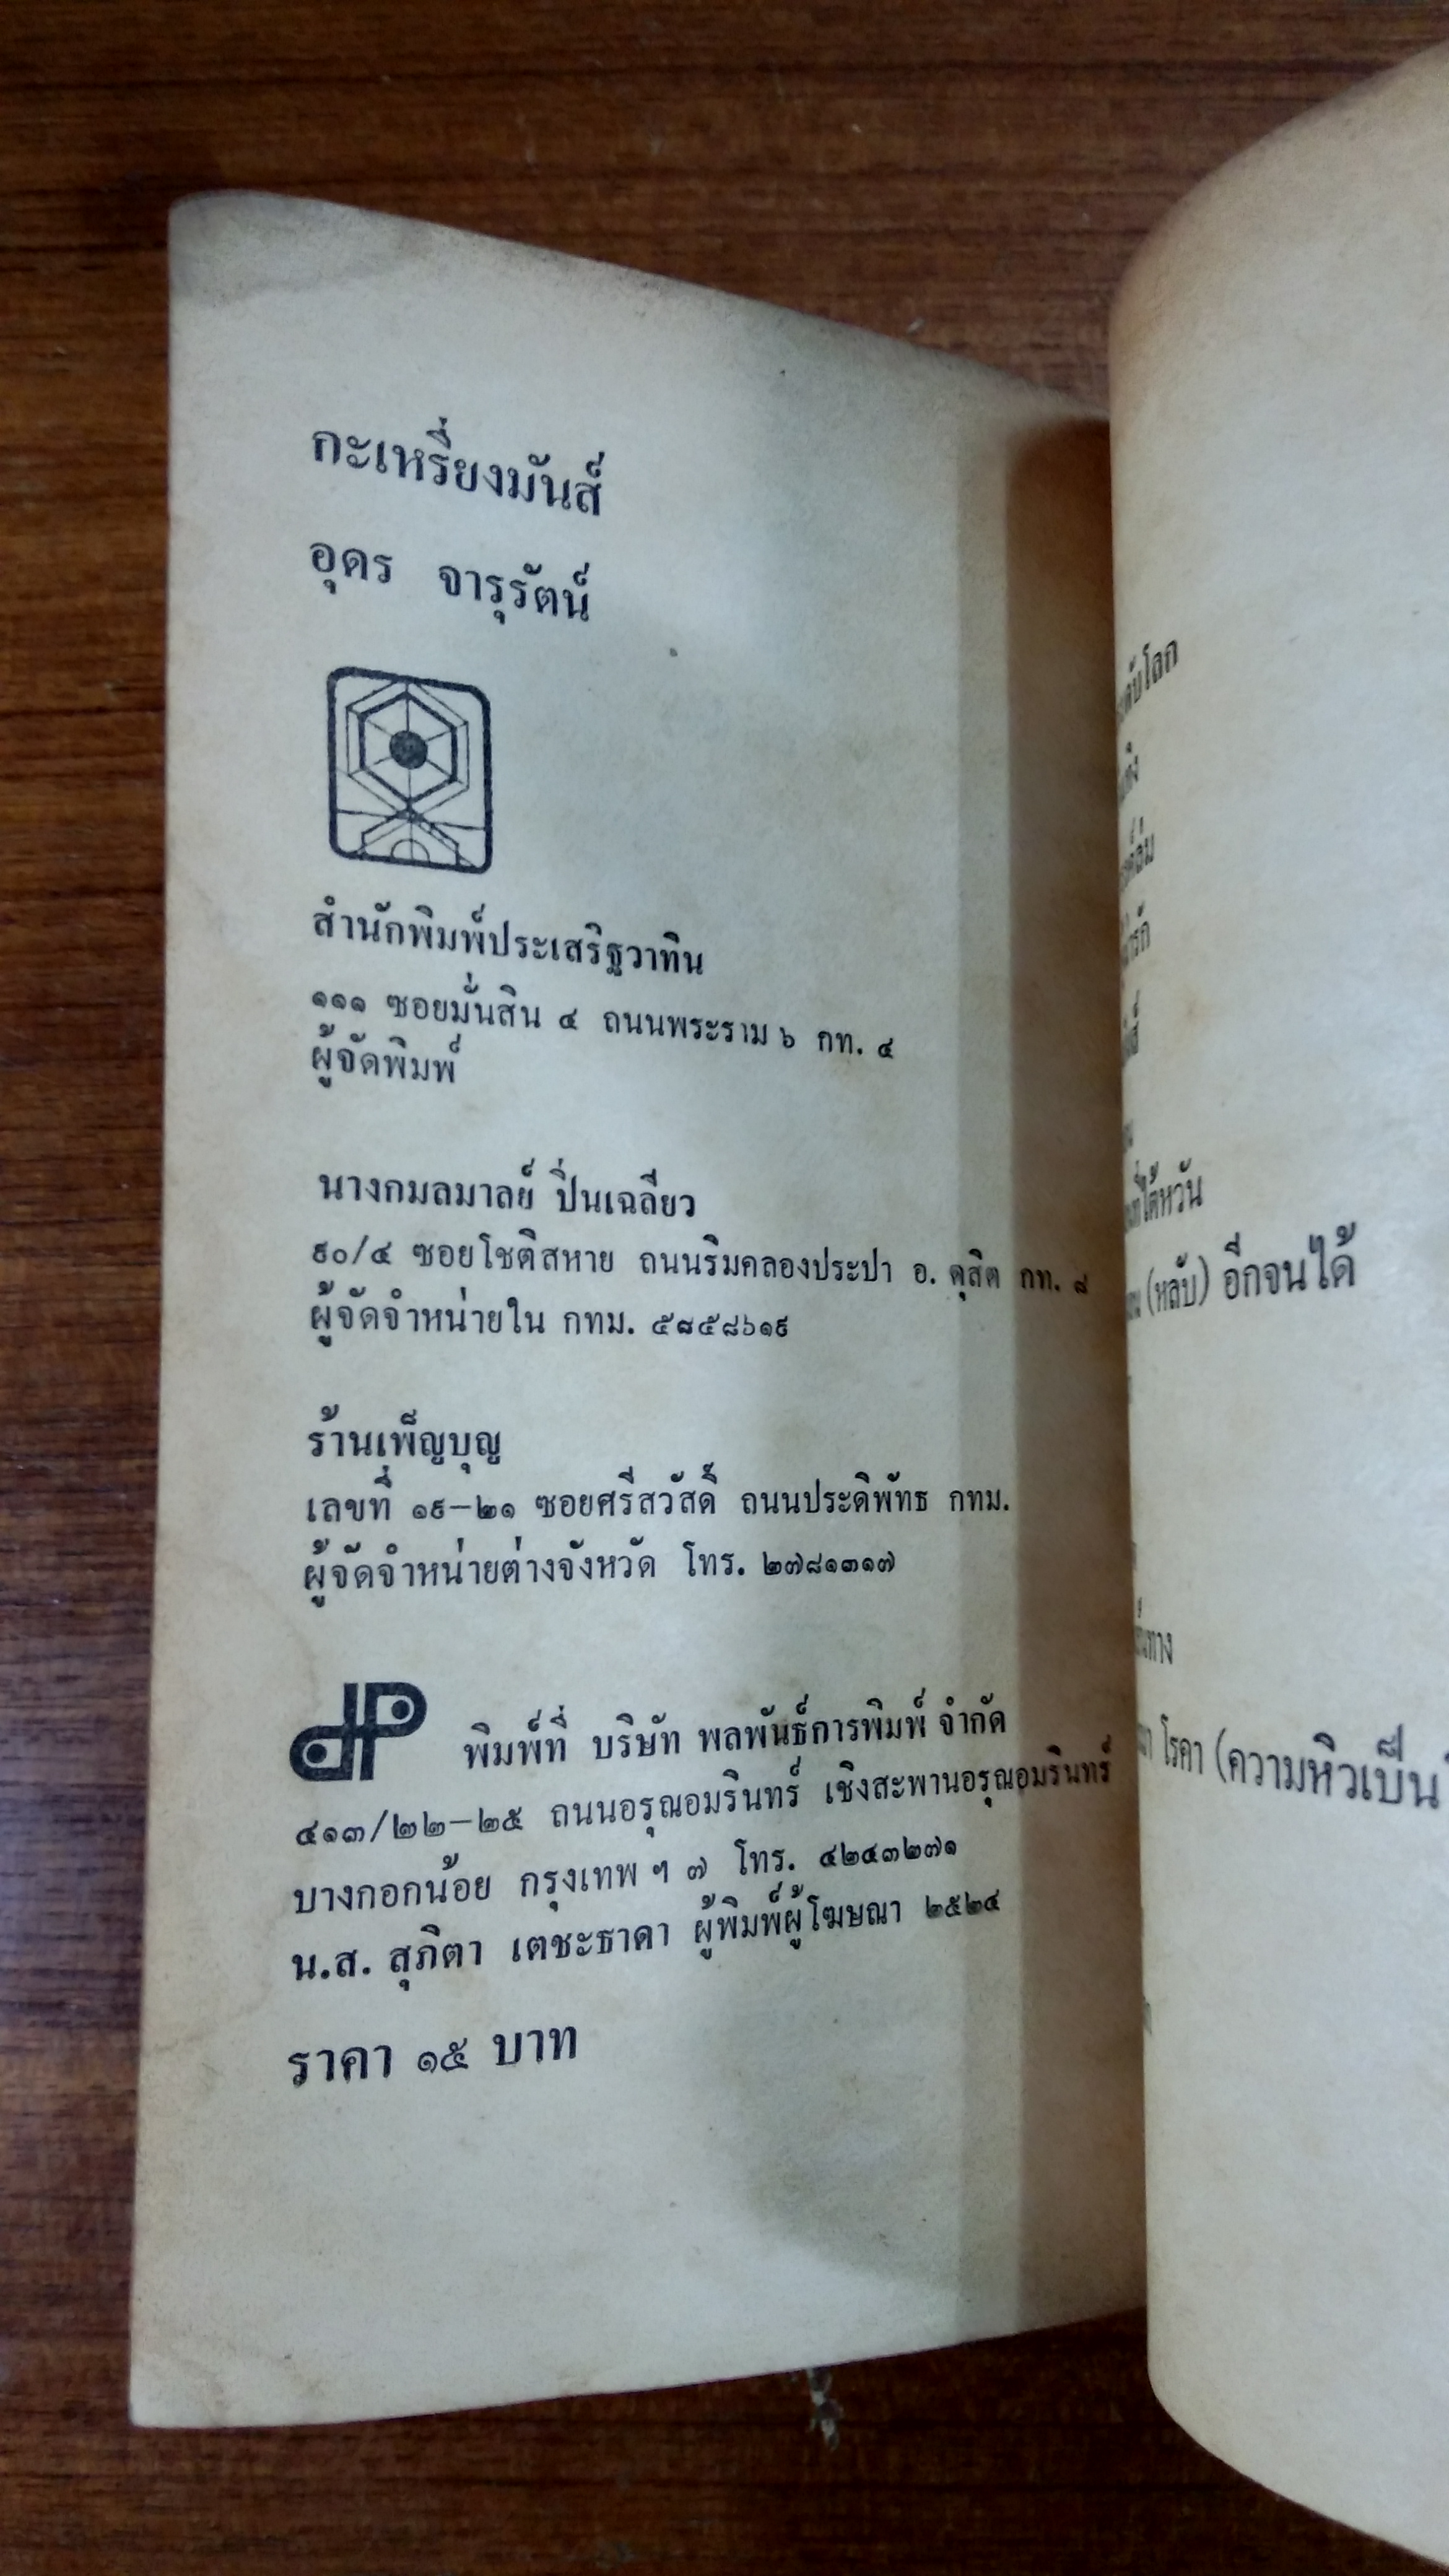 กะเหรี่ยงมันส์
อุดร จารุรัตน์
สำนักพิมพ์ประเสริฐวาทิน
๑๑๑ ซอยมั่นสิน ๔ ถนนพระราม ๖ กท. ๔
ผู้จัดพิมพ์
นางกมลมาลย์ ปิ่นเฉลียว
๙๐/๔ ซอยโชติสหาย ถนนริมคลองประปา อ. ดุสิต กท. ๘
ผู้จัดจำหน่ายใน กทม. ๕๘๕๘๖๑๙
ร้านเพ็ญบุญ
เลขที่ ๑๙-๒๑ ซอยศรีสวัสดิ์ ถนนประดิพัทธ กทม.
ผู้จัดจำหน่ายต่างจังหวัด โทร. ๒๗๘๑๓๑๗
dP พิมพ์ที่ บริษัท พลพันธ์การพิมพ์ จำกัด
๔๑๓/๒๒-๒๕ ถนนอรุณอมรินทร์ เชิงสะพานอรุณอมรินทร์
บางกอกน้อย กรุงเทพ ฯ ๗ โทร. ๔๒๔๓๒๗๑
น.ส. สุภิตา เตชะธาดา ผู้พิมพ์ผู้โฆษณา ๒๕๒๔
ราคา ๑๕ บาท
(หลับ) อีกจนได้
โรคา (ความหิวเป็น